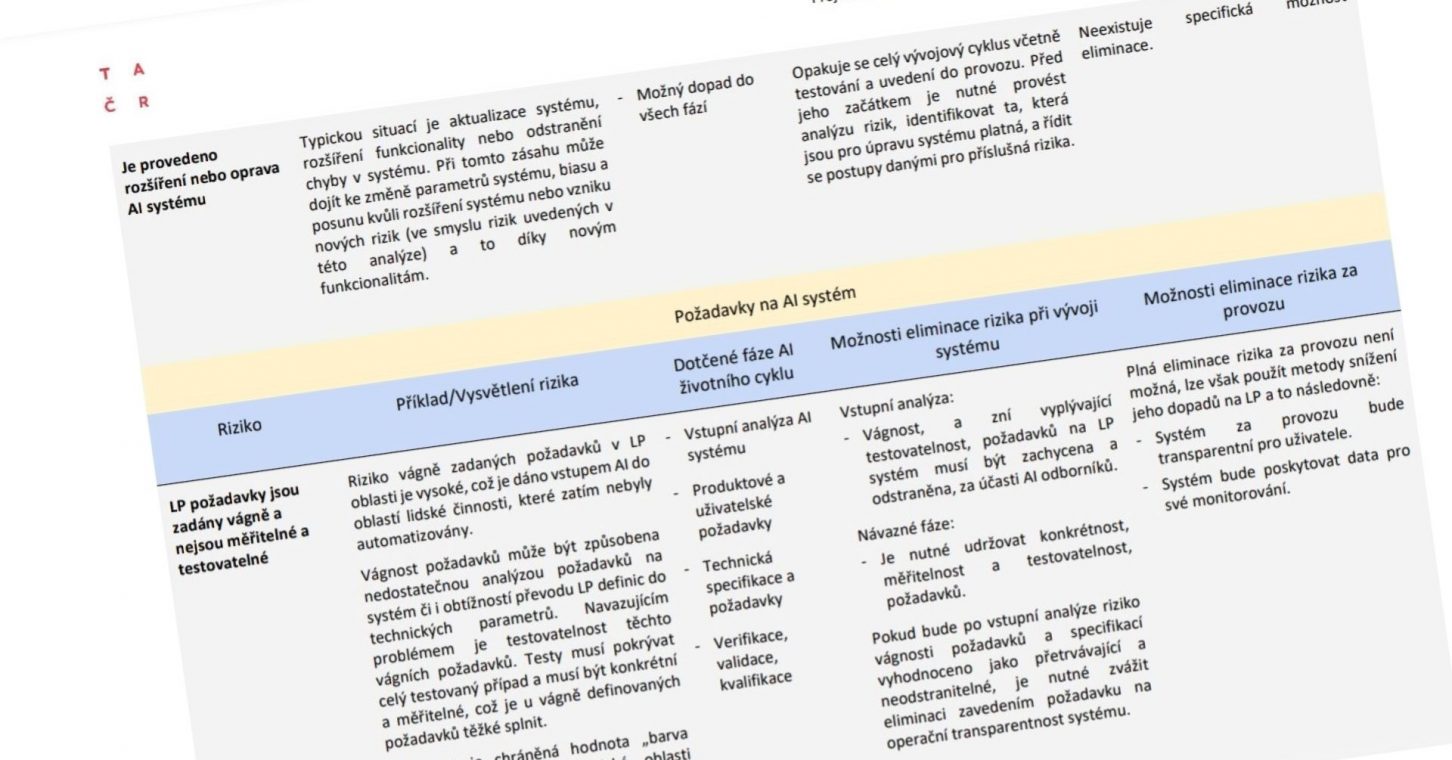 T A
Č R
Je provedeno
rozšíření nebo oprava
AI systému
Typickou situací je aktualizace systému,
rozšíření funkcionality nebo odstranění
chyby v systému. Při tomto zásahu může
dojít ke změně parametrů systému, biasu a
posunu kvůli rozšíření systému nebo vzniku
nových rizik (ve smyslu rizik uvedených v
této analýze) a to díky novým
funkcionalitám.
- Možný dopad do
všech fází
Opakuje se celý vývojový cyklus včetně
testování a uvedení do provozu. Před
jeho začátkem je nutné provést
analýzu rizik, identifikovat ta, která
jsou pro úpravu systému platná, a řídit
se postupy danými pro příslušná rizika.
Neexistuje specifická možnost
eliminace.
Požadavky na AI systém
Riziko
Příklad/Vysvětlení rizika
Dotčené fáze AI
životního cyklu
Možnosti eliminace rizika při vývoji
systému
Možnosti eliminace rizika za
provozu
LP požadavky jsou
zadány vágně a
nejsou měřitelné a
testovatelné
Riziko vágně zadaných požadavků v LP
oblasti je vysoké, což je dáno vstupem AI do
oblastí lidské činnosti, které zatím nebyly
automatizovány.
Vágnost požadavků může být způsobena
nedostatečnou analýzou požadavků na
systém či i obtížností převodu LP definic do
technických parametrů. Navazujícím
problémem je testovatelnost těchto
vágních požadavků. Testy musí pokrývat
celý testovaný případ a musí být konkrétní
a měřitelné, což je u vágně definovaných
požadavků těžké splnit.
chráněná hodnota „barva
oblasti
- Vstupní analýza AI
systému
- Produktové a
uživatelské
požadavky
- Technická
specifikace a
požadavky
- Verifikace,
validace,
kvalifikace
Vstupní analýza:
- Vágnost, a zní vyplývající
testovatelnost, požadavků na LP
systém musí být zachycena a
odstraněna, za účasti AI odborníků.
Návazné fáze:
- Je nutné udržovat konkrétnost,
měřitelnost a testovatelnost,
požadavků.
Pokud bude po vstupní analýze riziko
vágnosti požadavků a specifikací
vyhodnoceno jako přetrvávající a
neodstranitelné, je nutné zvážit
eliminaci zavedením požadavku na
operační transparentnost systému.
Plná eliminace rizika za provozu není
možná, lze však použít metody snížení
jeho dopadů na LP a to následovně:
- Systém za provozu bude
transparentní pro uživatele.
- Systém bude poskytovat data pro
své monitorování.